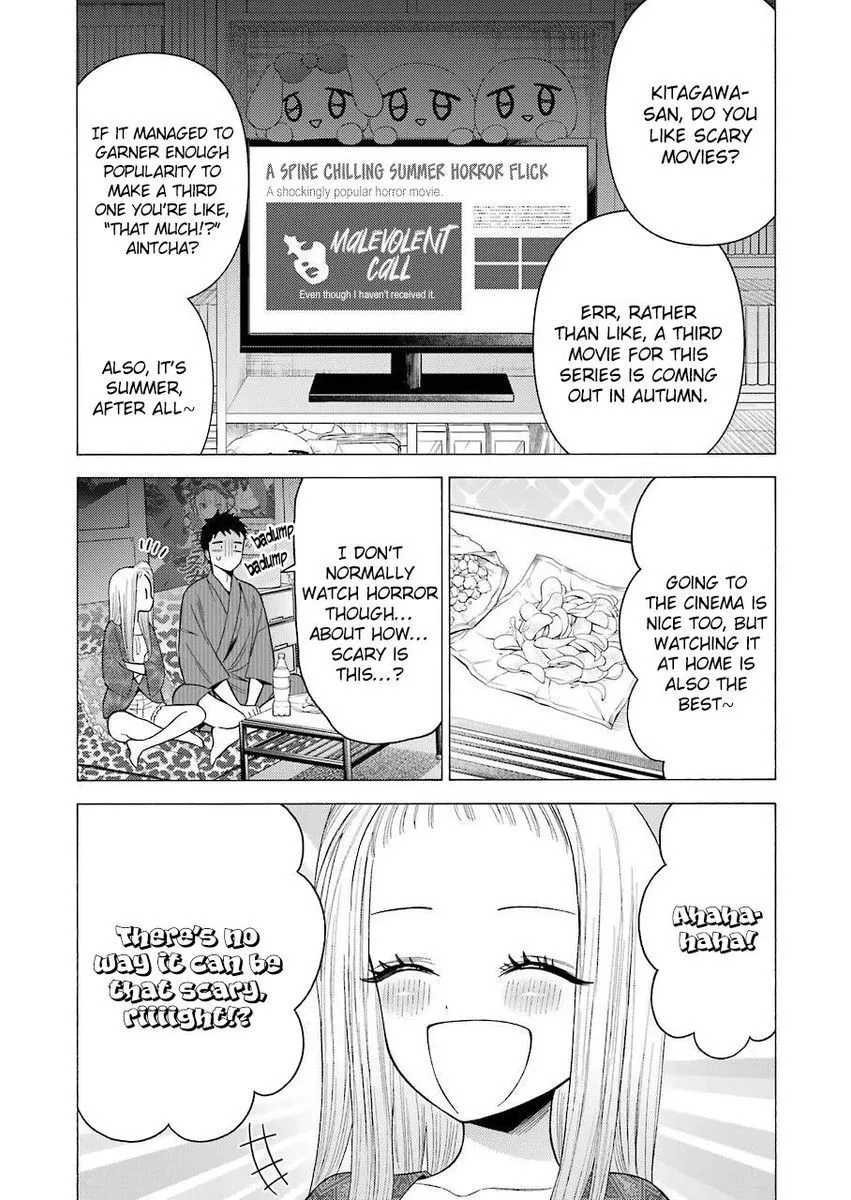 KITAGAWA-
SAN, DO YOU
LIKE SCARY
MOVIES?
ERR, RATHER
THAN LIKE, A THIRD
MOVIE FOR THIS
SERIES IS COMING
OUT IN AUTUMN.
IF IT MANAGED TO
GARNER ENOUGH
POPULARITY TO
MAKE A THIRD
ONE YOU'RE LIKE,
"THAT MUCH!?"
AINTCHA?
ALSO, IT'S
SUMMER,
AFTER ALL~
A SPINE CHILLING SUMMER HORROR FLICK
A shockingly popular horror movie.
MALEVOLENT
CALL
Even though I haven't received it.
GOING TO
THE CINEMA IS
NICE TOO, BUT
WATCHING IT
AT HOME IS
ALSO THE
BEST~
I DON'T
NORMALLY
WATCH HORROR
THOUGH...
ABOUT HOW...
SCARY IS
THIS...?
badump
badump
Ahaha-
haha!
There's no
way it can be
that scary,
riiiight!?